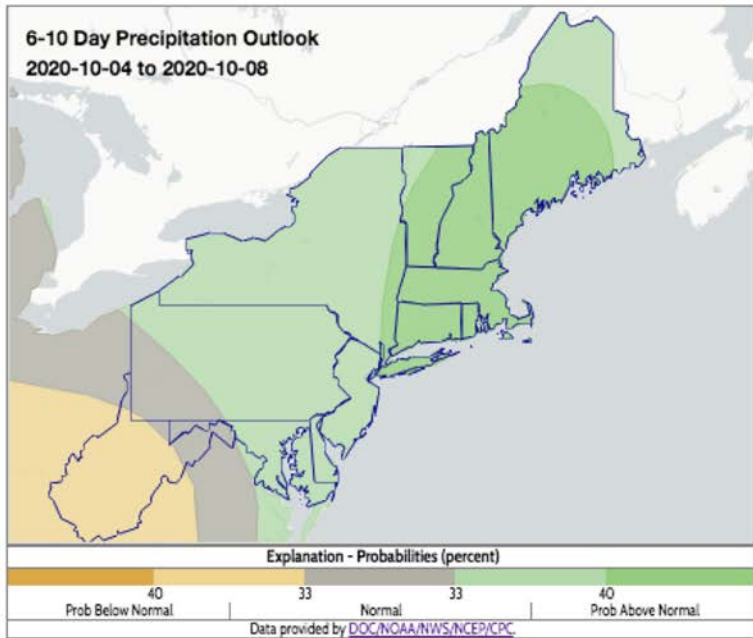 6-10 Day Precipitation Outlook
2020-10-04 to 2020-10-08
Explanation - Probabilities (percent)
40 33 33 40
Prob Below Normal | Normal | Prob Above Normal
Data provided by DOC/NOAA/NWS/NCEP/CPC.